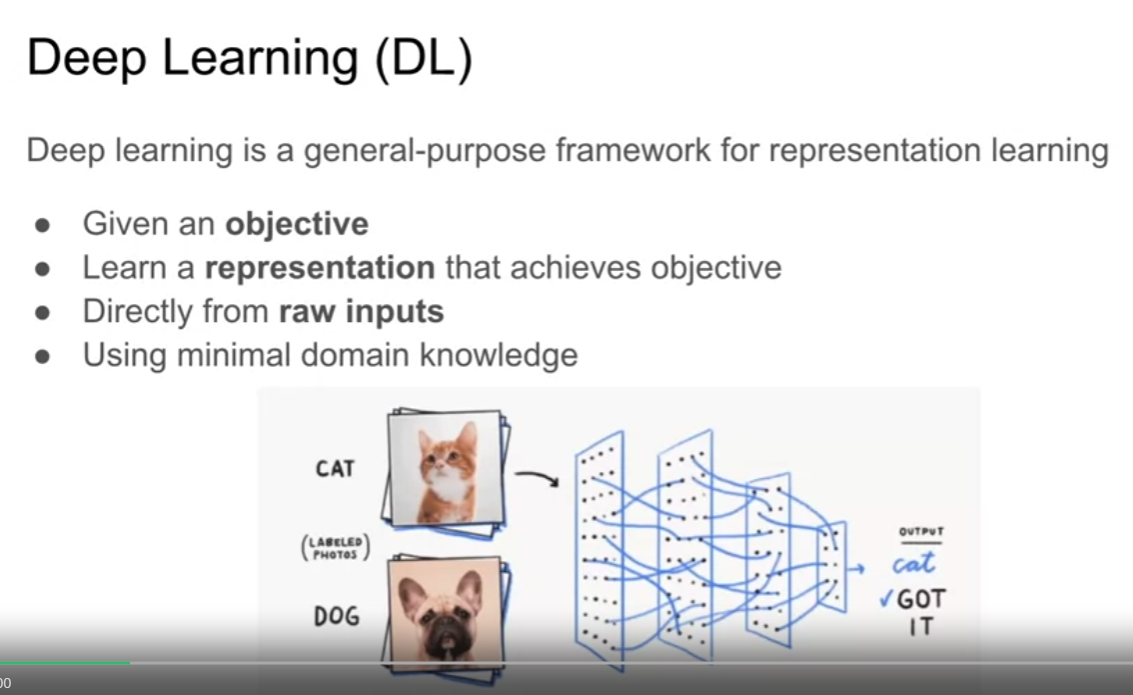 Deep Learning (DL)
Deep learning is a general-purpose framework for representation learning
● Given an objective
● Learn a representation that achieves objective
● Directly from raw inputs
● Using minimal domain knowledge
CAT
(LABELED
PHOTOS)
DOG
OUTPUT
cat
✓GOT
IT
00